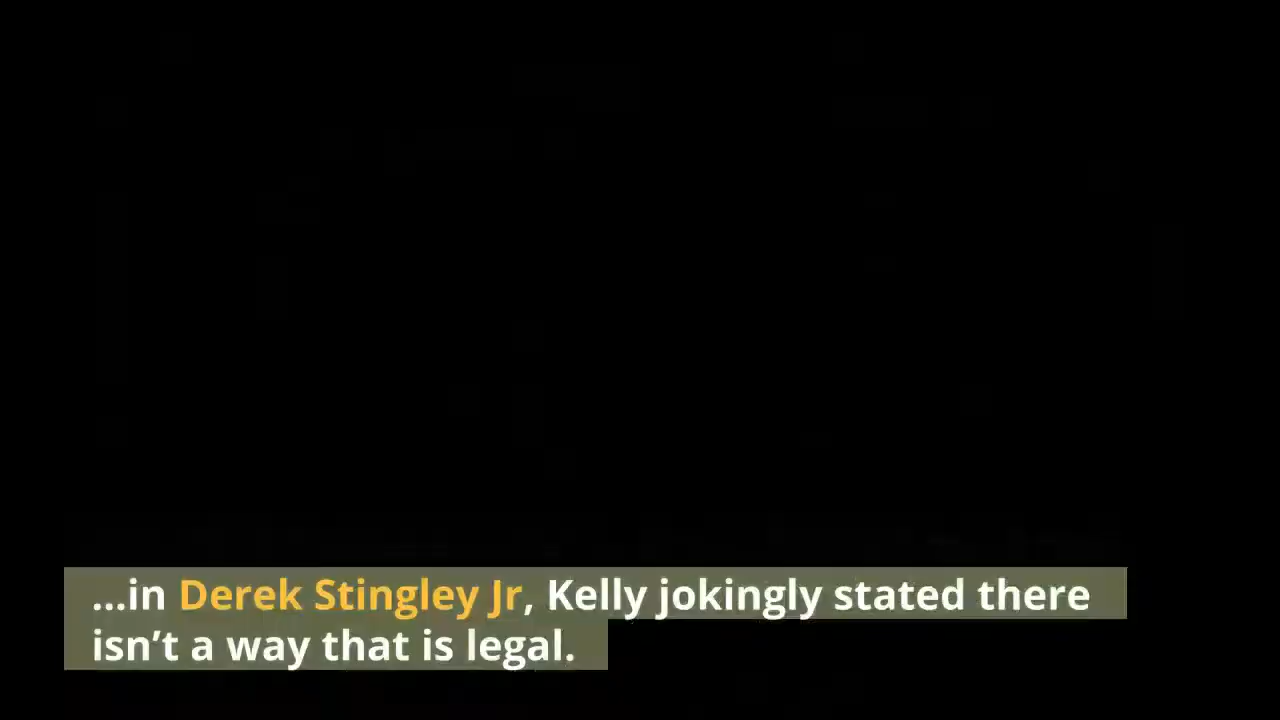 ...in Derek Stingley Jr, Kelly jokingly stated there
isn’t a way that is legal.